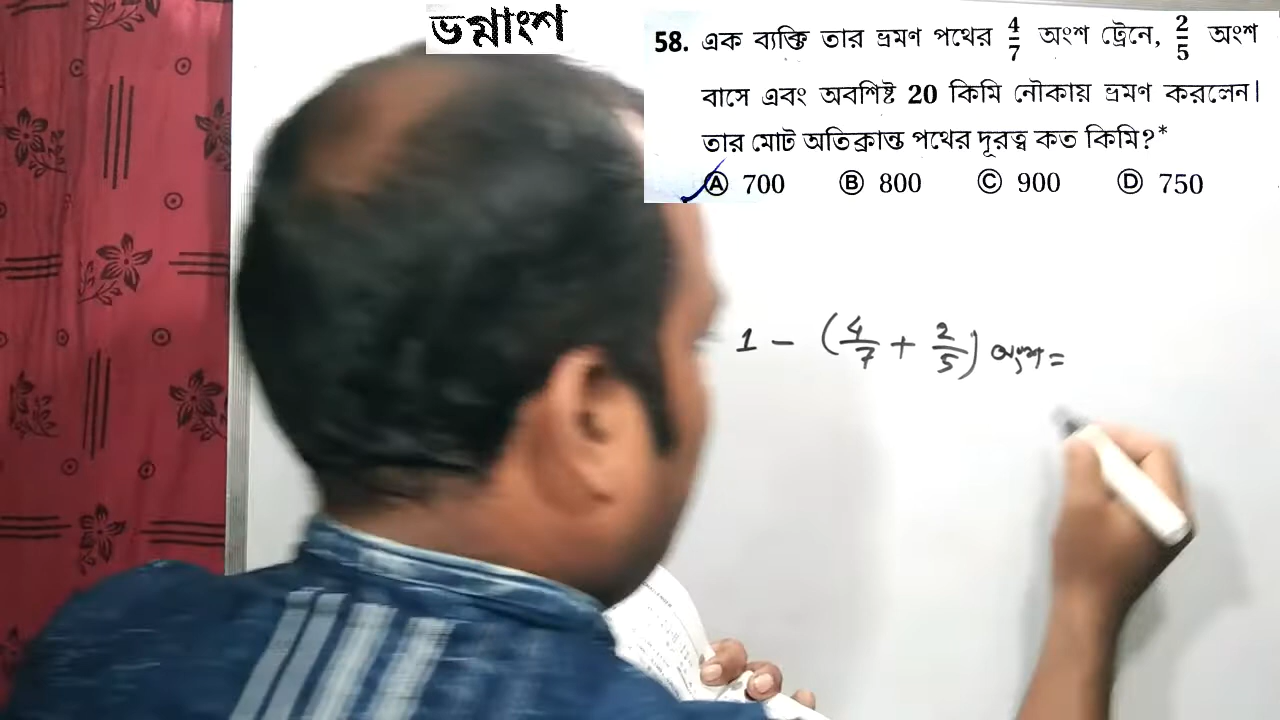 ভগ্নাংশ
58. এক ব্যক্তি তার ভ্রমণ পথের 4/7 অংশ ট্রেনে, 2/5 অংশ
বাসে এবং অবশিষ্ট 20 কিমি নৌকায় ভ্রমণ করলেন।
তার মোট অতিক্রান্ত পথের দূরত্ব কত কিমি?*
Ⓐ 700 Ⓑ 800 Ⓒ 900 Ⓓ 750
1 - (4/7 + 2/5) অংশ =